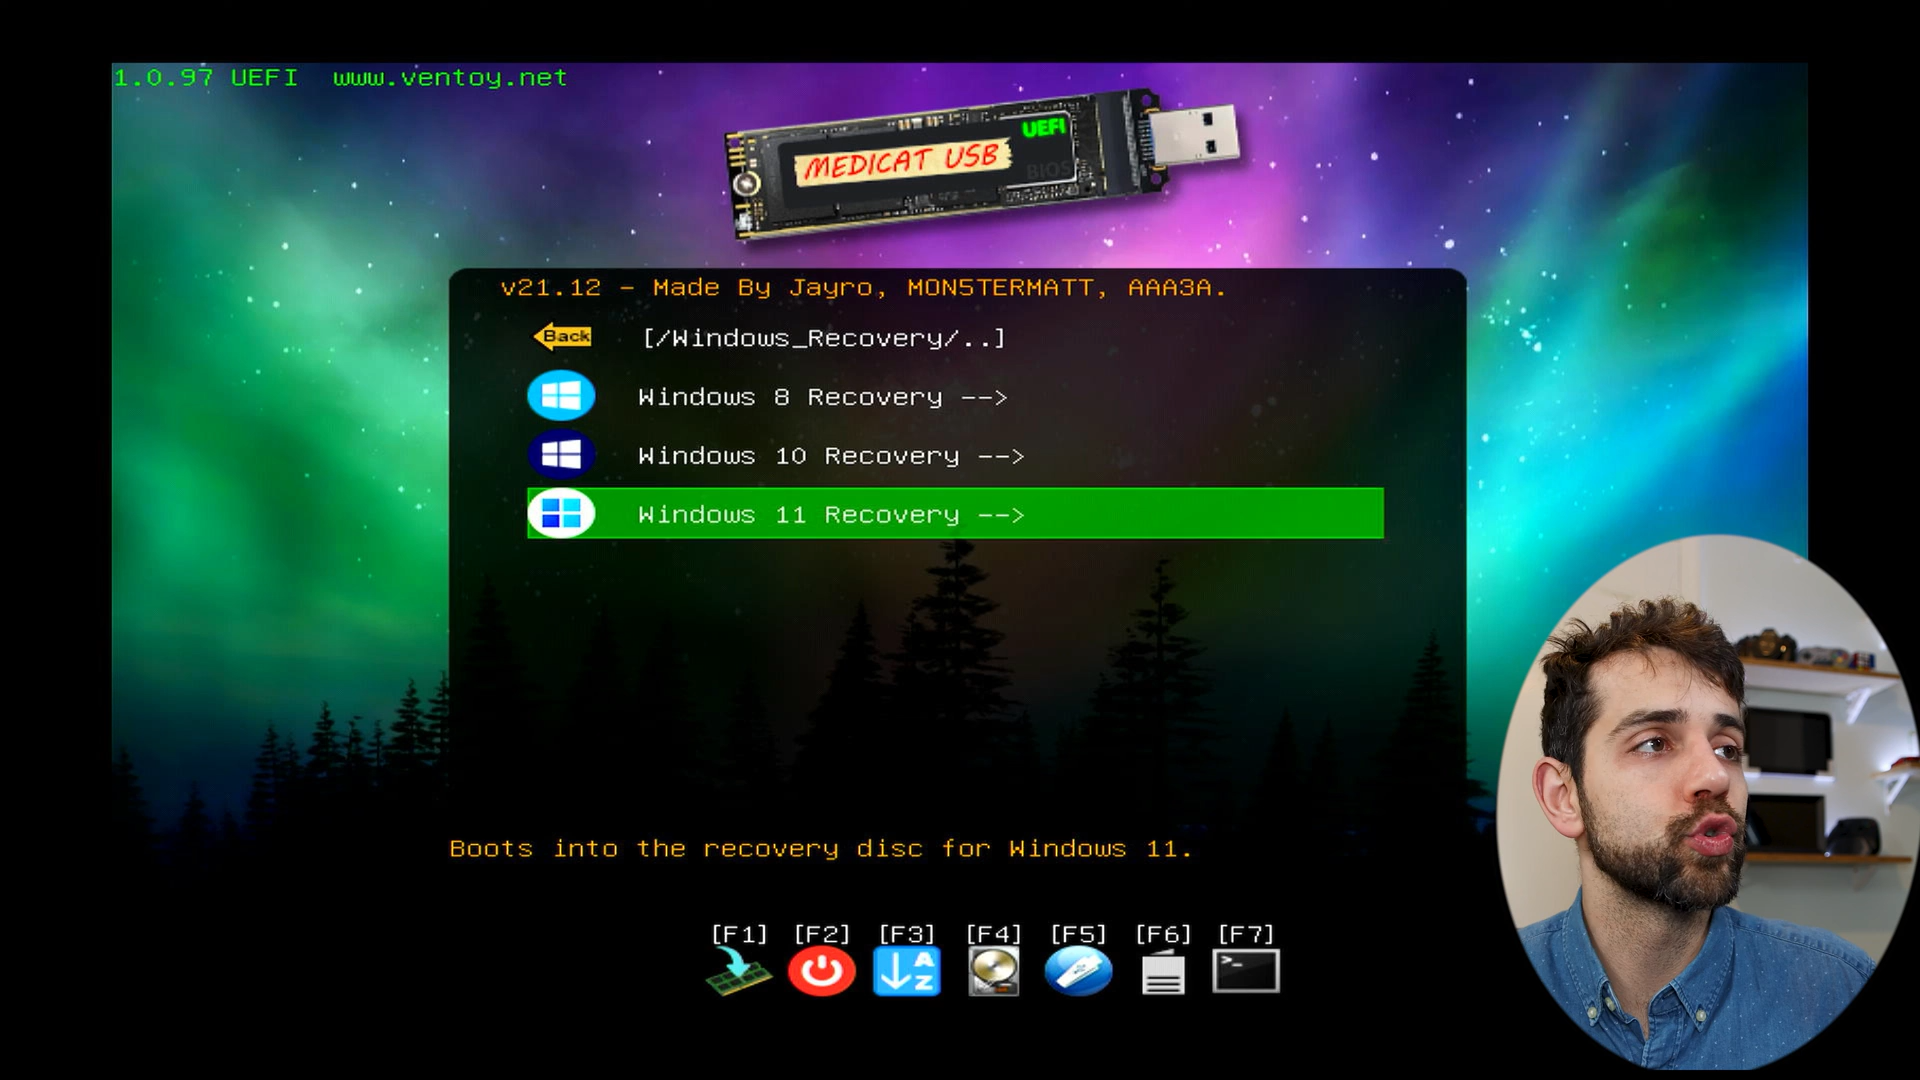 1.0.97 UEFI  www.ventoy.net
UEFI
MEDICAT USB
BIOS
v21.12 - Made By Jayro, MON5TERMATT, AAA3A.
Back [/Windows_Recovery/..]
Windows 8 Recovery -->
Windows 10 Recovery -->
Windows 11 Recovery -->
Boots into the recovery disc for Windows 11.
[F1] [F2] [F3] [F4] [F5] [F6] [F7]
A
Z
>_